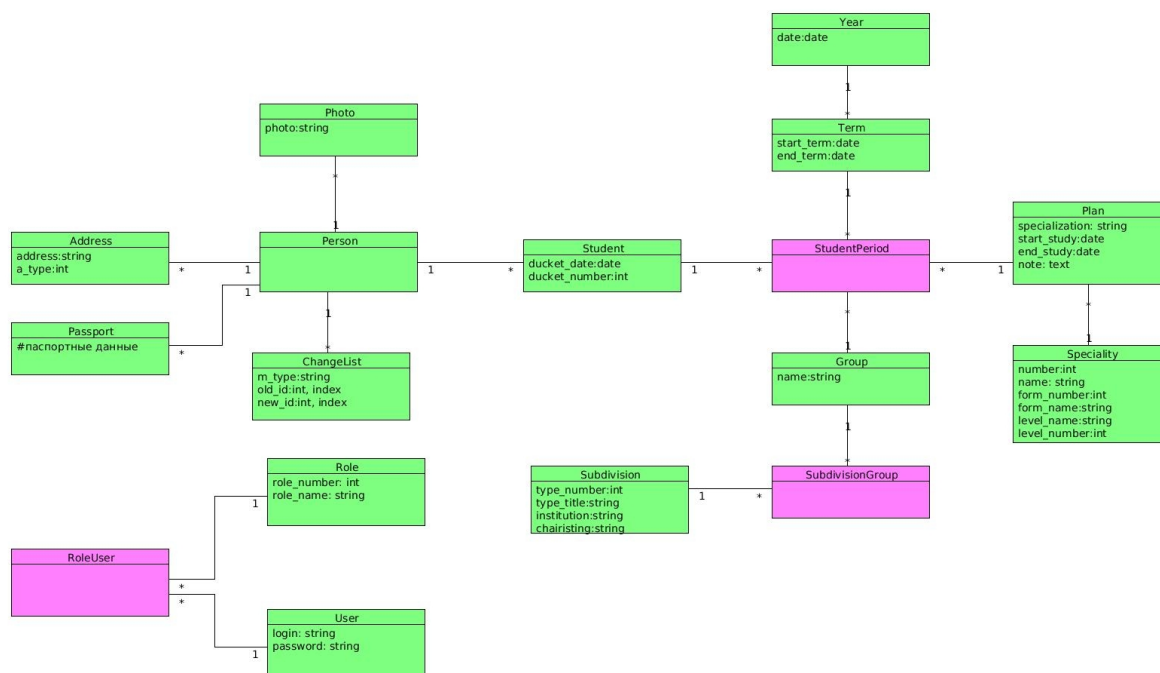 Year
date:date
1
*
Photo
photo:string
*
1
Term
start_term:date
end_term:date
1
*
Address
address:string
a_type:int
*
1
Person
1
*
Student
ducket_date:date
ducket_number:int
1
*
StudentPeriod
*
1
Plan
specialization: string
start_study:date
end_study:date
note: text
*
1
Passport
#паспортные данные
*
1
1
*
ChangeList
m_type:string
old_id:int, index
new_id:int, index
*
1
Group
name:string
1
*
Speciality
number:int
name: string
form_number:int
form_name:string
level_name:string
level_number:int
Role
role_number: int
role_name: string
1
Subdivision
type_number:int
type_title:string
institution:string
chairisting:string
1
*
SubdivisionGroup
RoleUser
*
*
User
login: string
password: string
1